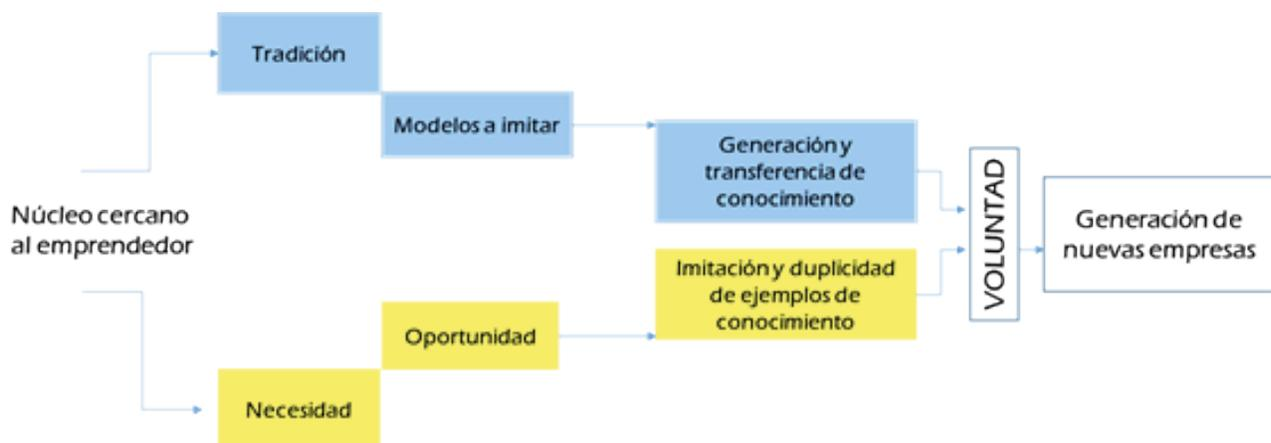 Tradición
Modelos a imitar
Generación y
transferencia de
conocimiento
Núcleo cercano
al emprendedor
VOLUNTAD
Generación de
nuevas empresas
Imitación y duplicidad
de ejemplos de
conocimiento
Oportunidad
Necesidad